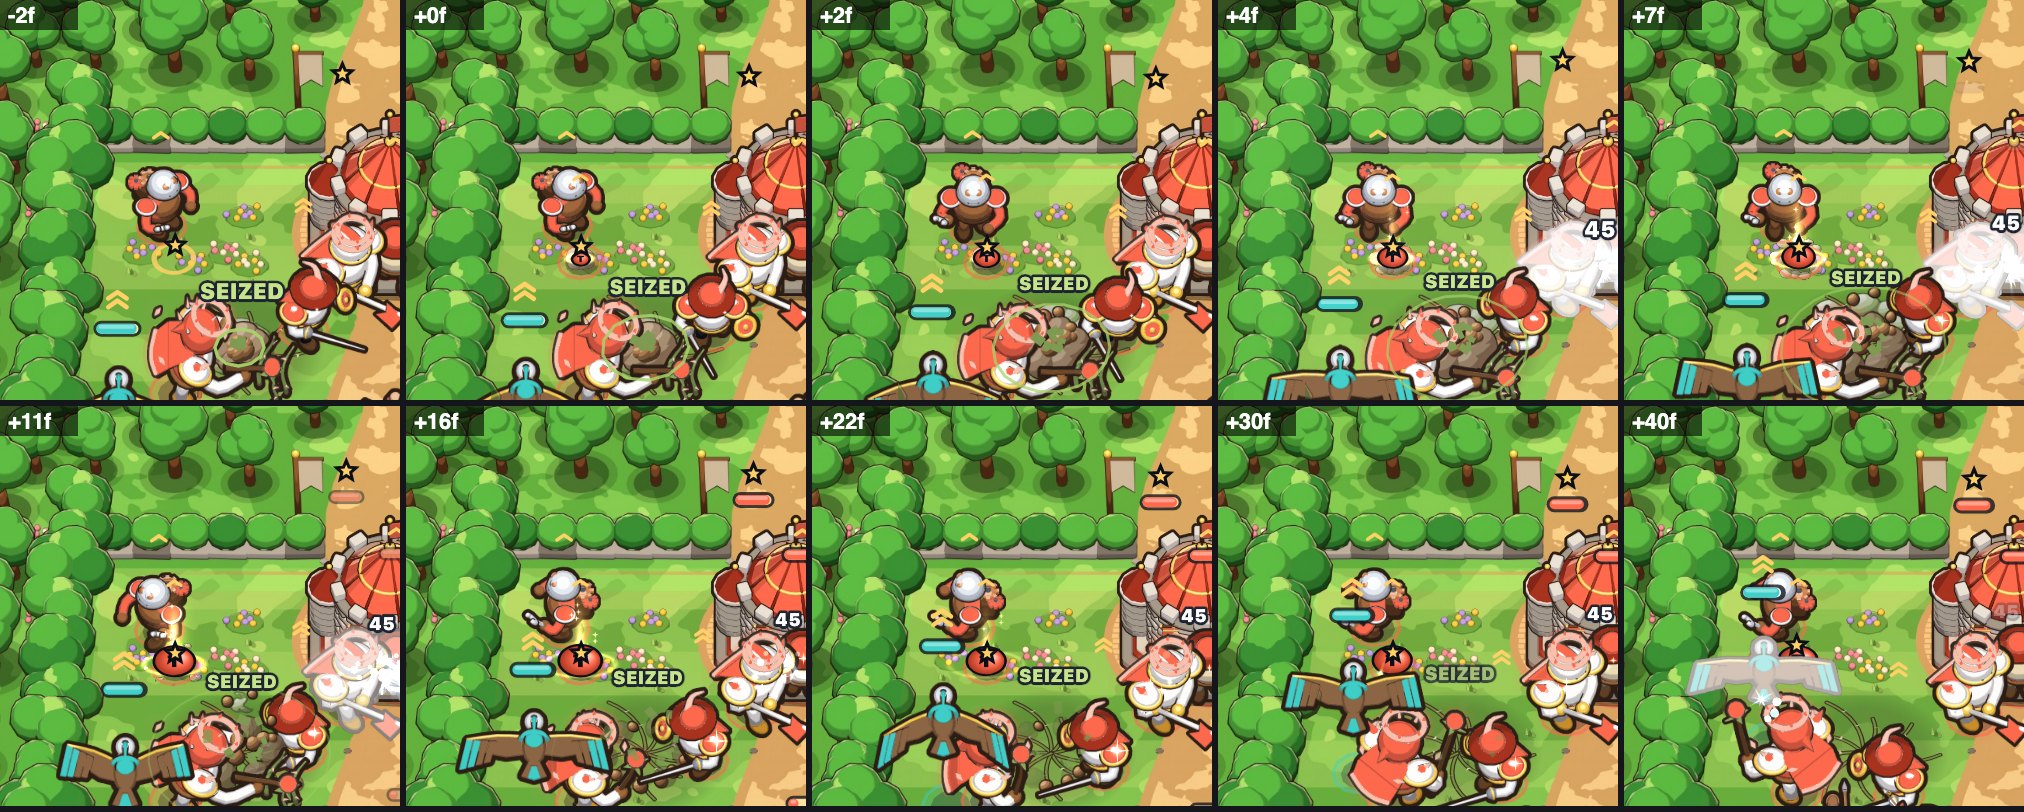 -2f
SEIZED
+0f
SEIZED
+2f
SEIZED
+4f
45
SEIZED
+7f
45
SEIZED
+11f
45
SEIZED
+16f
45
SEIZED
+22f
45
SEIZED
+30f
45
SEIZED
+40f
45